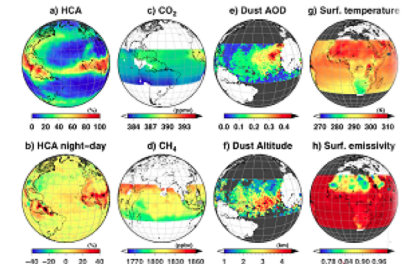 a) HCA
c) CO2
e) Dust AOD
g) Surf. temperature
(%)
(ppmv)
(K)
0 20 40 60 80 100
384 387 390 393
0.0 0.1 0.2 0.3 0.4
270 280 290 300 310
b) HCA night-day
d) CH4
f) Dust Altitude
h) Surf. emissivity
(%)
(ppbv)
(km)
-40 -20 0 20 40
1770 1800 1830 1860
1 2 3 4
0.78 0.84 0.90 0.96